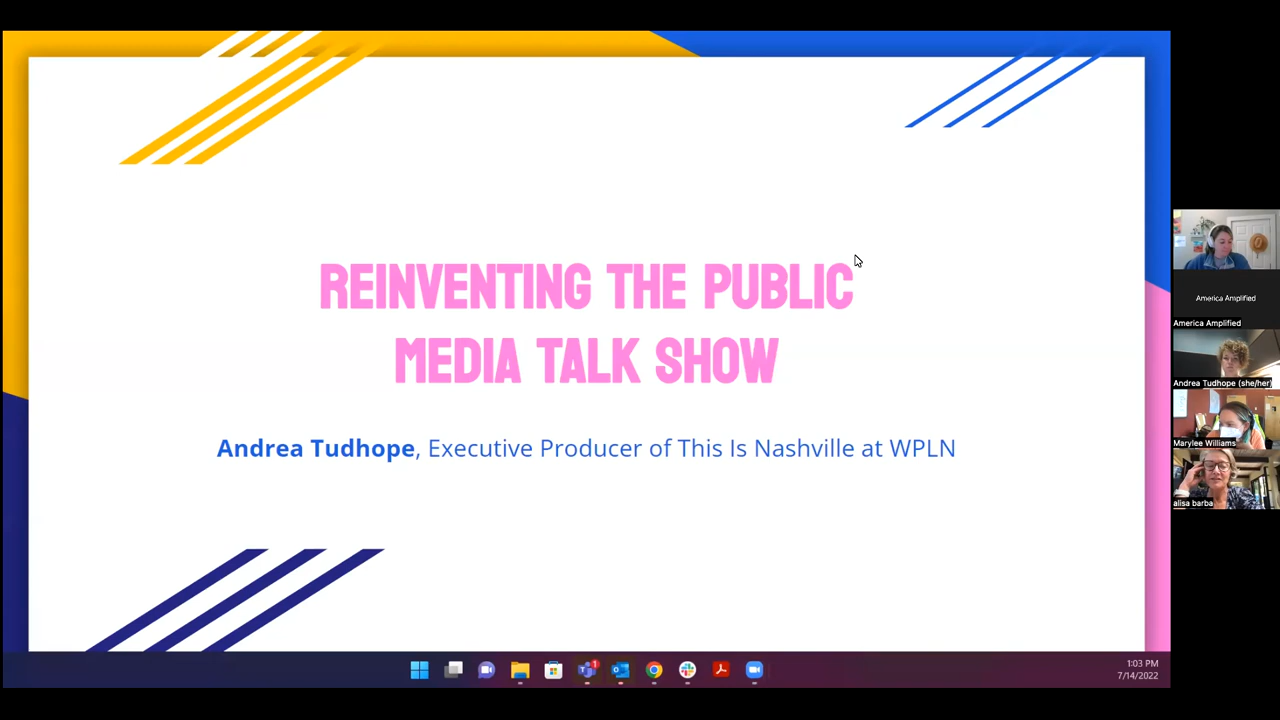 REINVENTING THE PUBLIC
MEDIA TALK SHOW
Andrea Tudhope, Executive Producer of This Is Nashville at WPLN
America Amplified
America Amplified
Andrea Tudhope (she/her)
Marylee Williams
alisa barba
1
1:03 PM
7/14/2022